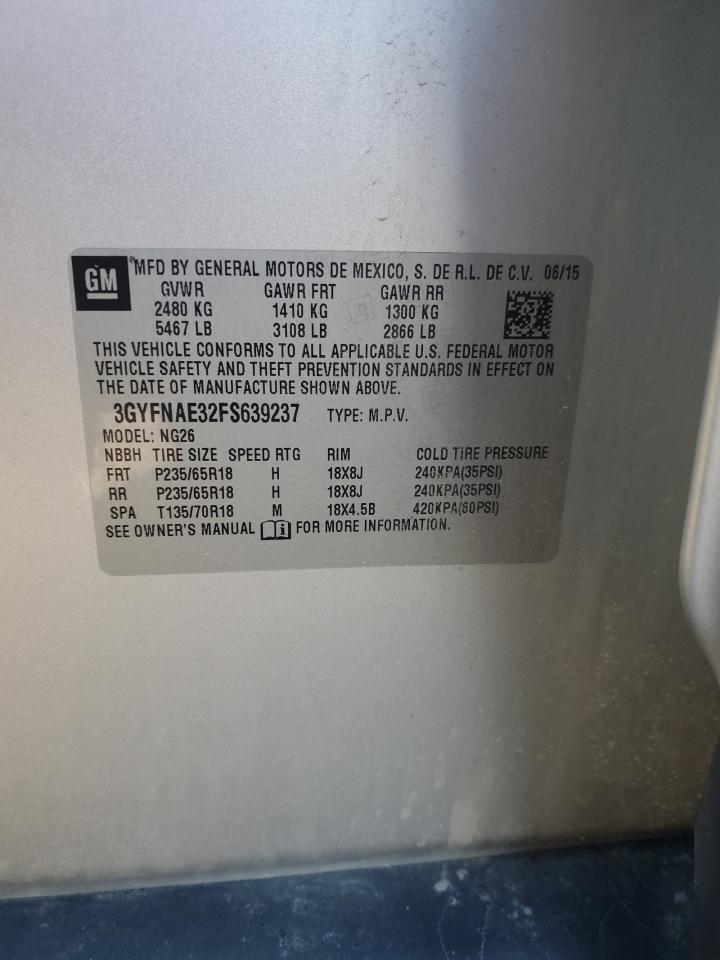 GM ® MFD BY GENERAL MOTORS DE MEXICO, S. DE R.L. DE C.V. 06/15
GVWR GAWR FRT GAWR RR
2480 KG 1410 KG 1300 KG
5467 LB 3108 LB 2866 LB
THIS VEHICLE CONFORMS TO ALL APPLICABLE U.S. FEDERAL MOTOR
VEHICLE SAFETY AND THEFT PREVENTION STANDARDS IN EFFECT ON
THE DATE OF MANUFACTURE SHOWN ABOVE.
3GYFNAE32FS639237 TYPE: M.P.V.
MODEL: NG26
NBBH TIRE SIZE SPEED RTG RIM COLD TIRE PRESSURE
FRT P235/65R18 H 18X8J 240KPA(35PSI)
RR P235/65R18 H 18X8J 240KPA(35PSI)
SPA T135/70R18 M 18X4.5B 420KPA(60PSI)
SEE OWNER'S MANUAL i FOR MORE INFORMATION.